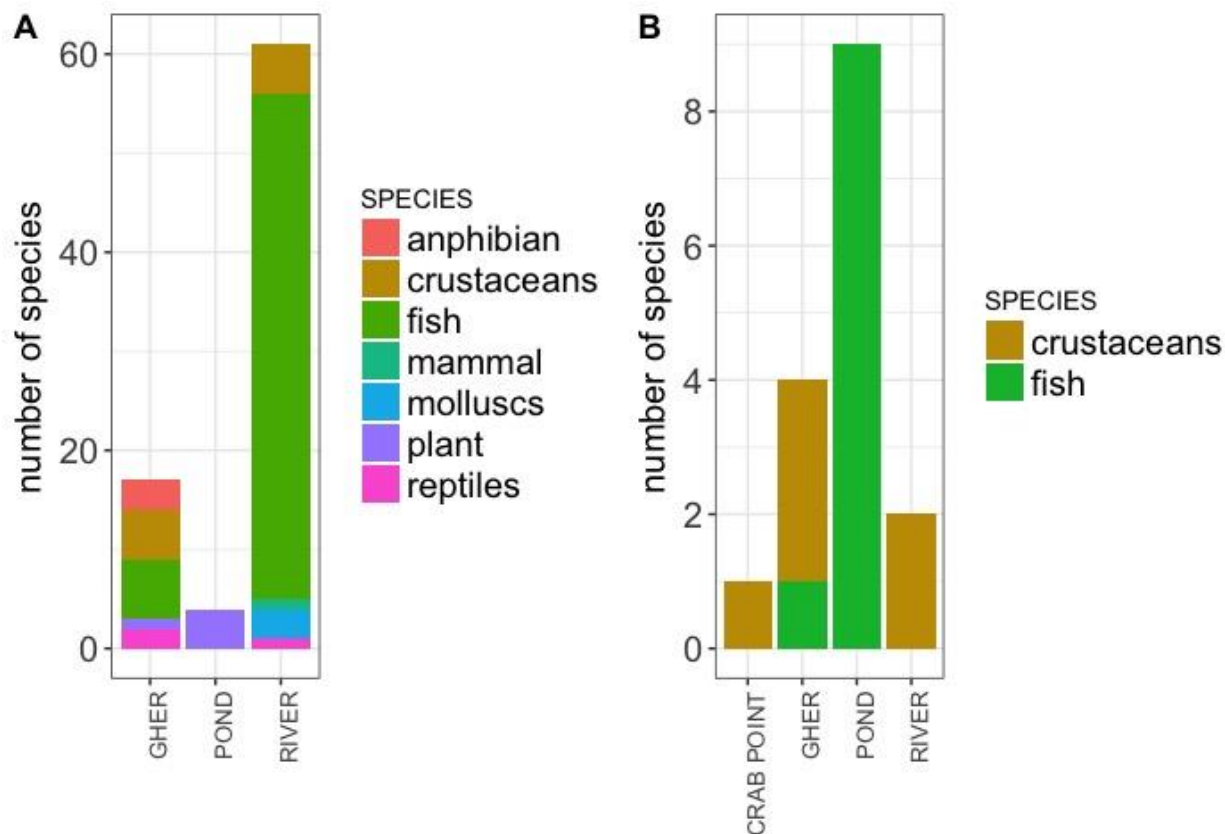 A
number of species
60
40
20
0
GHER
POND
RIVER
SPECIES
anphibian
crustaceans
fish
mammal
molluscs
plant
reptiles
B
number of species
8
6
4
2
0
CRAB POINT
GHER
POND
RIVER
SPECIES
crustaceans
fish